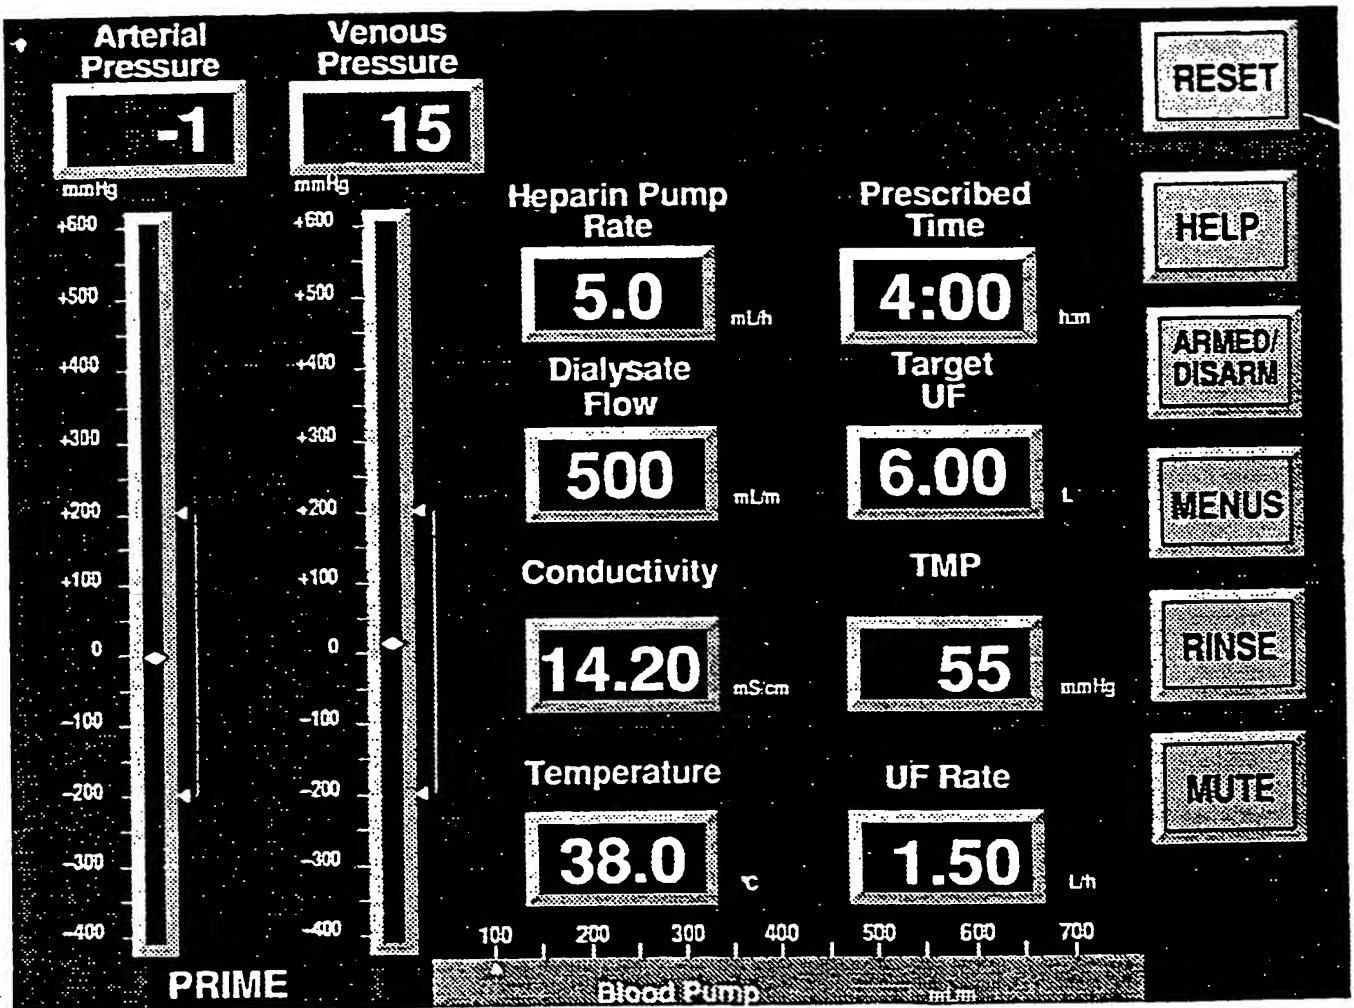 Arterial
Pressure
-1
mmHg
+600
+500
+400
+300
+200
+100
0
-100
-200
-300
-400
PRIME
Venous
Pressure
15
mmHg
+600
+500
+400
+300
+200
+100
0
-100
-200
-300
-400
Heparin Pump
Rate
5.0 mL/h
Dialysate
Flow
500 mL/m
Conductivity
14.20 mS/cm
Temperature
38.0 °C
Prescribed
Time
4:00 h:m
Target
UF
6.00 L
TMP
55 mmHg
UF Rate
1.50 L/h
100 200 300 400 500 600 700
Blood Pump mL/m
RESET
HELP
ARMED/
DISARM
MENUS
RINSE
MUTE